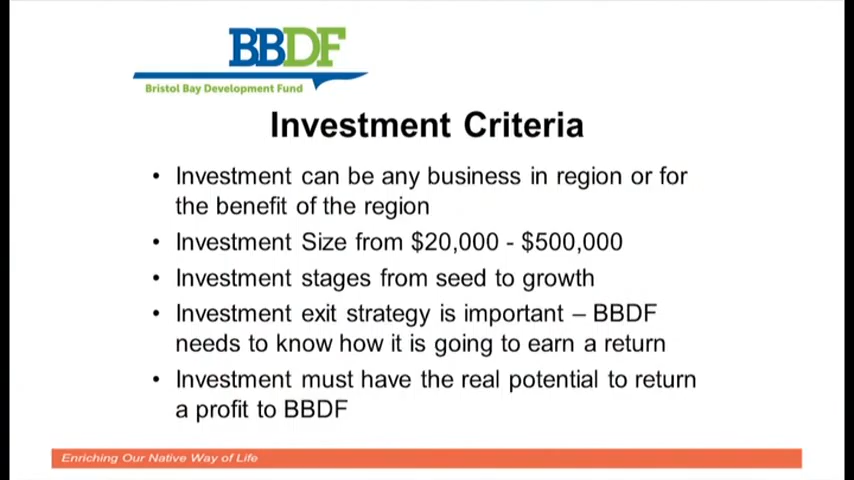 BBDF
Bristol Bay Development Fund
Investment Criteria
• Investment can be any business in region or for
the benefit of the region
• Investment Size from $20,000 - $500,000
• Investment stages from seed to growth
• Investment exit strategy is important – BBDF
needs to know how it is going to earn a return
• Investment must have the real potential to return
a profit to BBDF
Enriching Our Native Way of Life